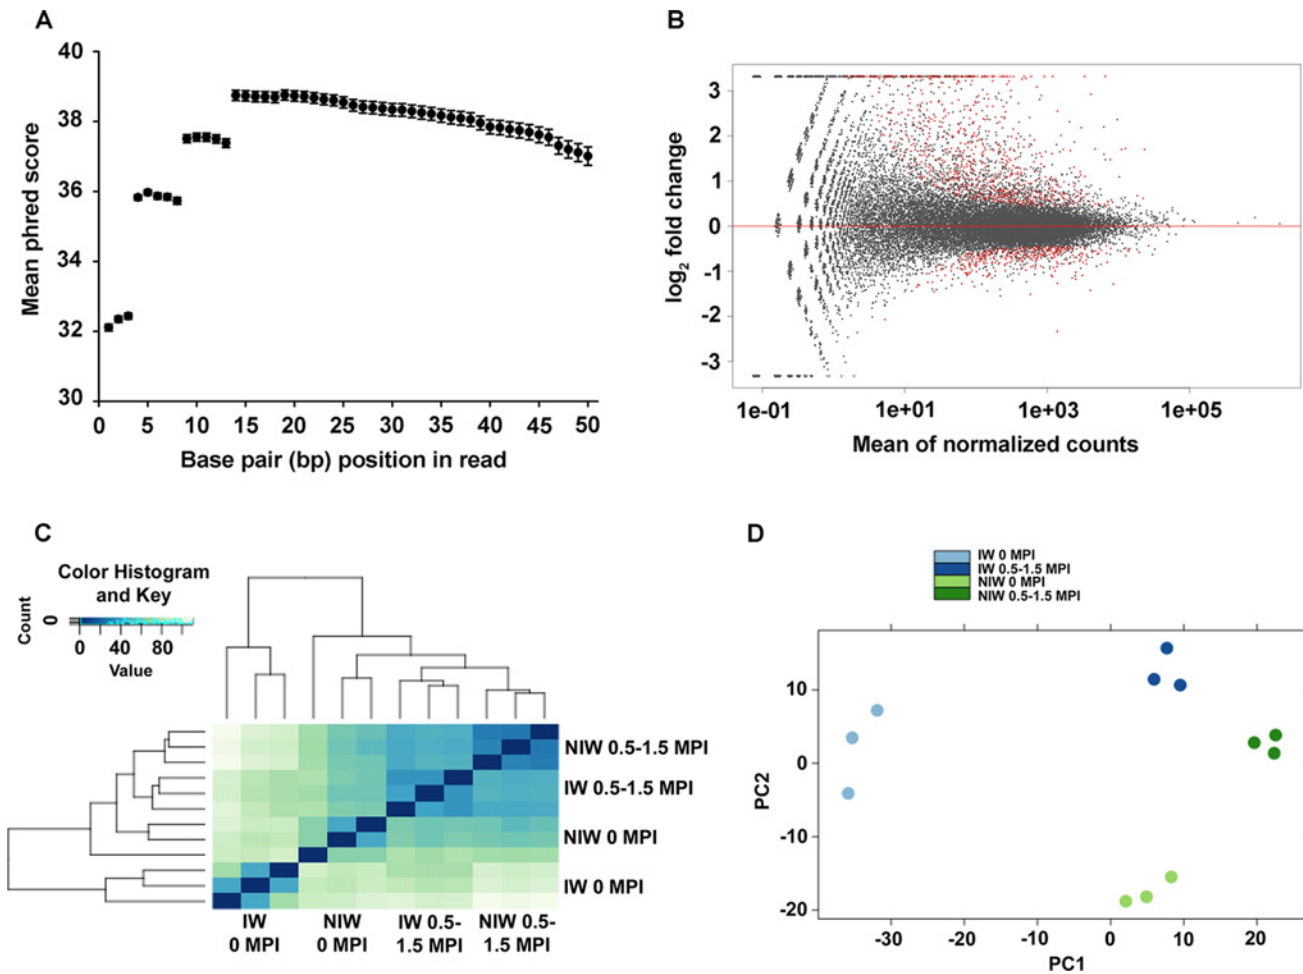 A
40
38
36
34
32
30
Mean phred score
0 5 10 15 20 25 30 35 40 45 50
Base pair (bp) position in read
B
3
2
1
0
-1
-2
-3
log2 fold change
1e-01 1e+01 1e+03 1e+05
Mean of normalized counts
C
Color Histogram
and Key
Count
0
0 40 80
Value
NIW 0.5-1.5 MPI
IW 0.5-1.5 MPI
NIW 0 MPI
IW 0 MPI
IW
0 MPI
NIW
0 MPI
IW 0.5-
1.5 MPI
NIW 0.5-
1.5 MPI
D
IW 0 MPI
IW 0.5-1.5 MPI
NIW 0 MPI
NIW 0.5-1.5 MPI
10
0
-10
-20
PC2
-30 -20 -10 0 10 20
PC1